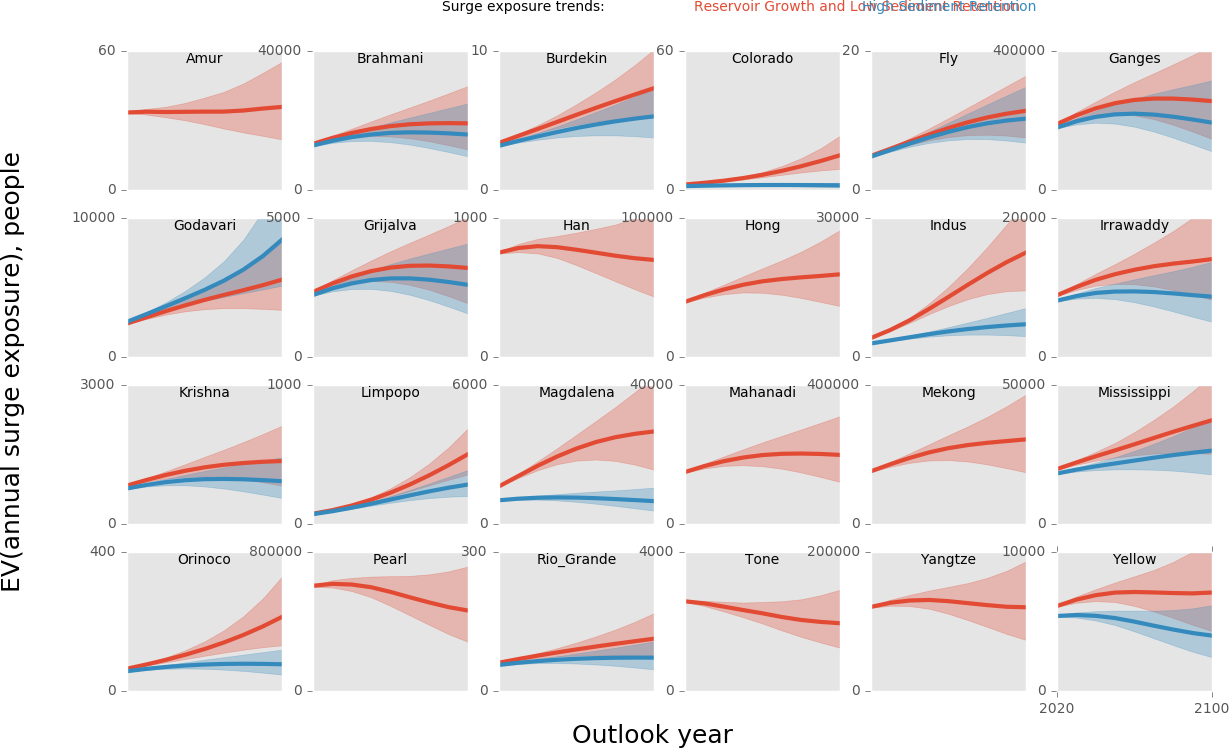 Surge exposure trends: Reservoir Growth and Low Sediment Retention High Sediment Retention
60 Amur 0
40000 Brahmani 0
10 Burdekin 0
60 Colorado 0
20 Fly 0
400000 Ganges 0
10000 Godavari 0
5000 Grijalva 0
1000 Han 0
100000 Hong 0
30000 Indus 0
20000 Irrawaddy 0
3000 Krishna 0
1000 Limpopo 0
6000 Magdalena 0
40000 Mahanadi 0
400000 Mekong 0
50000 Mississippi 0
400 Orinoco 0
800000 Pearl 0
300 Rio_Grande 0
4000 Tone 0
200000 Yangtze 0
10000 Yellow 0
2020 2100
EV(annual surge exposure), people
Outlook year